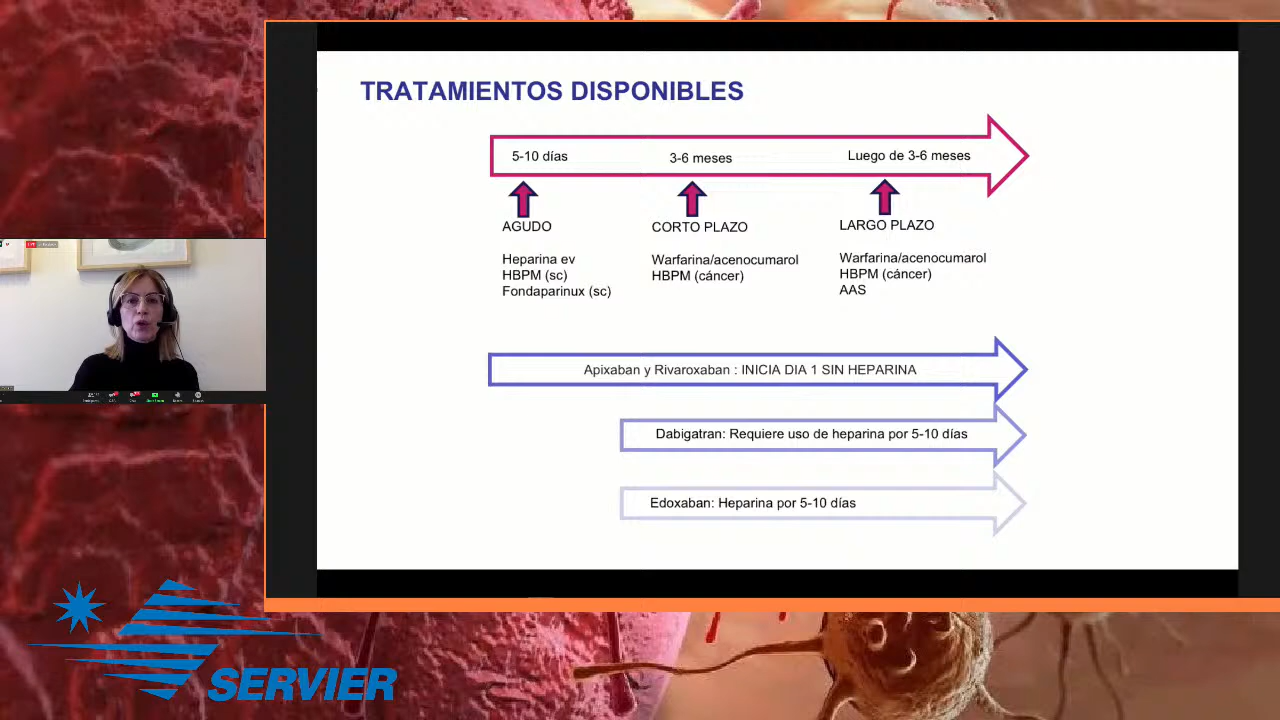 TRATAMIENTOS DISPONIBLES
5-10 días
3-6 meses
Luego de 3-6 meses
AGUDO
Heparina ev
HBPM (sc)
Fondaparinux (sc)
CORTO PLAZO
Warfarina/acenocumarol
HBPM (cáncer)
LARGO PLAZO
Warfarina/acenocumarol
HBPM (cáncer)
AAS
Apixaban y Rivaroxaban : INICIA DIA 1 SIN HEPARINA
Dabigatran: Requiere uso de heparina por 5-10 días
Edoxaban: Heparina por 5-10 días
SERVIER